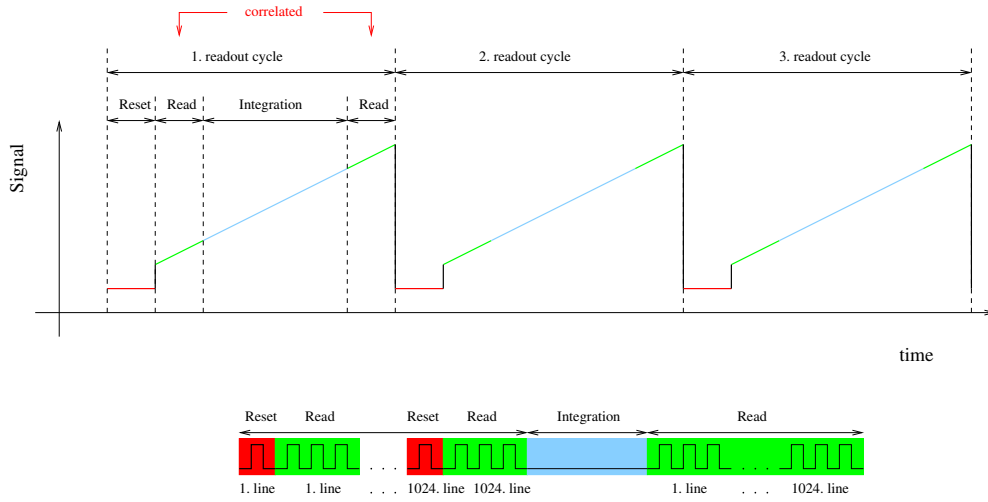 correlated
1. readout cycle 2. readout cycle 3. readout cycle
Reset Read Integration Read
Signal
time
Reset Read Reset Read Integration Read
. . . . . . . . .
1. line 1. line . . . 1024. line 1024. line 1. line . . . 1024. line